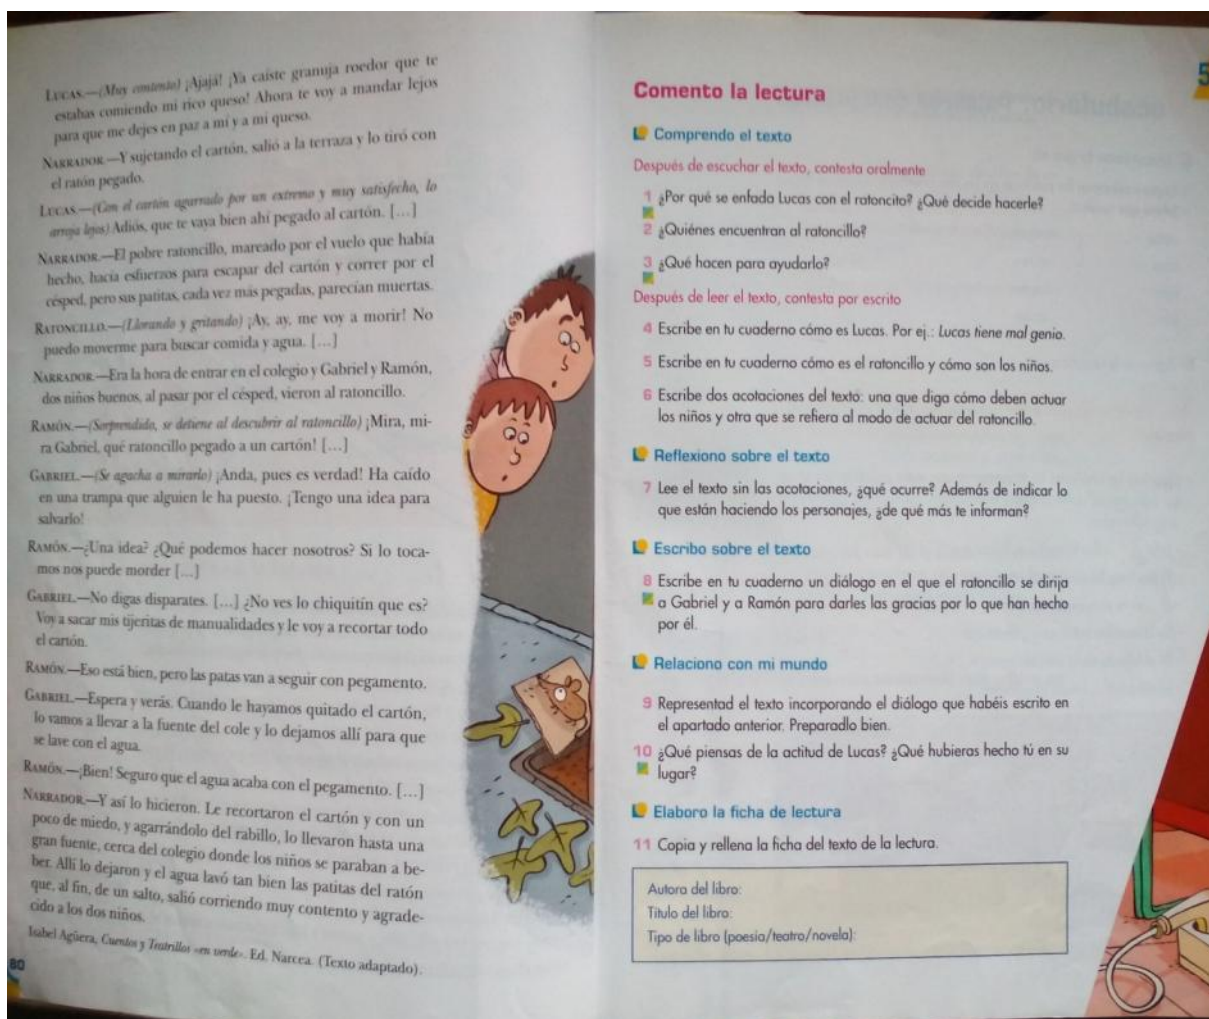 LUCAS.—(Muy contento) ¡Ajajá! ¡Ya caíste granuja roedor que te
estabas comiendo mi rico queso! Ahora te voy a mandar lejos
para que me dejes en paz a mí y a mi queso.
NARRADOR.—Y sujetando el cartón, salió a la terraza y lo tiró con
el ratón pegado.
LUCAS.—(Con el cartón agarrado por un extremo y muy satisfecho, lo
arroja lejos) Adiós, que te vaya bien ahí pegado al cartón. [...]
NARRADOR.—El pobre ratoncillo, mareado por el vuelo que había
hecho, hacía esfuerzos para escapar del cartón y correr por el
césped, pero sus patitas, cada vez más pegadas, parecían muertas.
RATONCILLO.—(Llorando y gritando) ¡Ay, ay, me voy a morir! No
puedo moverme para buscar comida y agua. [...]
NARRADOR.—Era la hora de entrar en el colegio y Gabriel y Ramón,
dos niños buenos, al pasar por el césped, vieron al ratoncillo.
RAMÓN.—(Sorprendido, se detiene al descubrir al ratoncillo) ¡Mira, mi-
ra Gabriel, qué ratoncillo pegado a un cartón! [...]
GABRIEL.—(Se agacha a mirarlo) ¡Anda, pues es verdad! Ha caído
en una trampa que alguien le ha puesto. ¡Tengo una idea para
salvarlo!
RAMÓN.—¿Una idea? ¿Qué podemos hacer nosotros? Si lo toca-
mos nos puede morder [...]
GABRIEL.—No digas disparates. [...] ¿No ves lo chiquitín que es?
Voy a sacar mis tijeritas de manualidades y le voy a recortar todo
el cartón.
RAMÓN.—Eso está bien, pero las patas van a seguir con pegamento.
GABRIEL.—Espera y verás. Cuando le hayamos quitado el cartón,
lo vamos a llevar a la fuente del cole y lo dejamos allí para que
se lave con el agua.
RAMÓN.—¡Bien! Seguro que el agua acaba con el pegamento. [...]
NARRADOR.—Y así lo hicieron. Le recortaron el cartón y con un
poco de miedo, y agarrándolo del rabillo, lo llevaron hasta una
gran fuente, cerca del colegio donde los niños se paraban a be-
ber. Allí lo dejaron y el agua lavó tan bien las patitas del ratón
que, al fin, de un salto, salió corriendo muy contento y agrade-
cido a los dos niños.
Isabel Agüera, Cuentos y Teatrillos «en verde». Ed. Narcea. (Texto adaptado).
80
5
Comento la lectura
Comprendo el texto
Después de escuchar el texto, contesta oralmente
1 ¿Por qué se enfada Lucas con el ratoncito? ¿Qué decide hacerle?
2 ¿Quiénes encuentran al ratoncillo?
3 ¿Qué hacen para ayudarlo?
Después de leer el texto, contesta por escrito
4 Escribe en tu cuaderno cómo es Lucas. Por ej.: Lucas tiene mal genio.
5 Escribe en tu cuaderno cómo es el ratoncillo y cómo son los niños.
6 Escribe dos acotaciones del texto: una que diga cómo deben actuar
los niños y otra que se refiera al modo de actuar del ratoncillo.
Reflexiono sobre el texto
7 Lee el texto sin las acotaciones, ¿qué ocurre? Además de indicar lo
que están haciendo los personajes, ¿de qué más te informan?
Escribo sobre el texto
8 Escribe en tu cuaderno un diálogo en el que el ratoncillo se dirija
a Gabriel y a Ramón para darles las gracias por lo que han hecho
por él.
Relaciono con mi mundo
9 Representad el texto incorporando el diálogo que habéis escrito en
el apartado anterior. Preparadlo bien.
10 ¿Qué piensas de la actitud de Lucas? ¿Qué hubieras hecho tú en su
lugar?
Elaboro la ficha de lectura
11 Copia y rellena la ficha del texto de la lectura.
Autora del libro:
Título del libro:
Tipo de libro (poesía/teatro/novela):